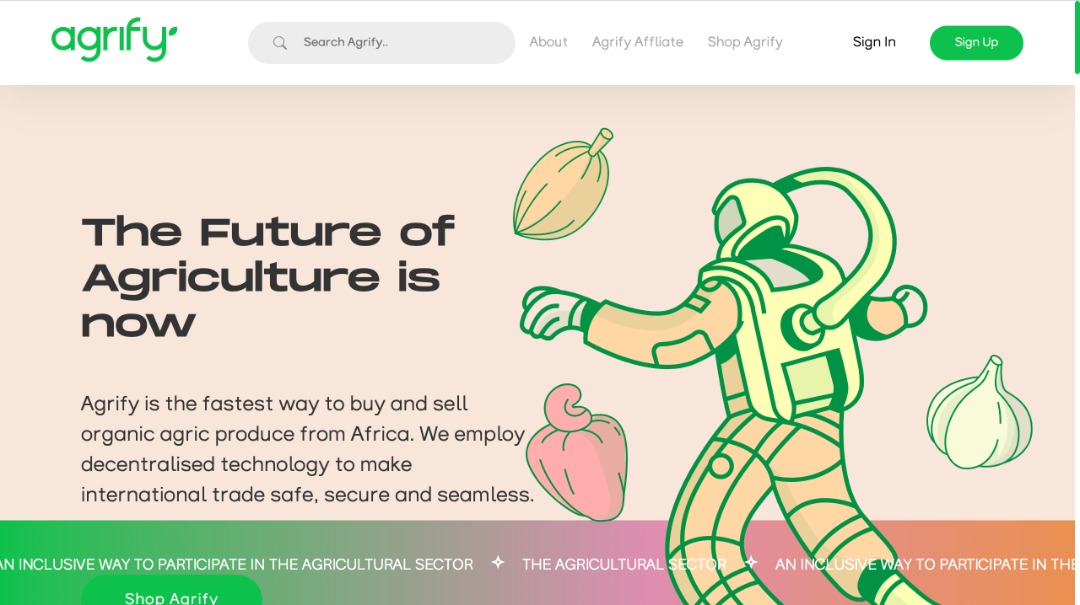 agrify
Search Agrify..
About
Agrify Affliate
Shop Agrify
Sign In
Sign Up
The Future of
Agriculture is
now
Agrify is the fastest way to buy and sell
organic agric produce from Africa. We employ
decentralised technology to make
international trade safe, secure and seamless.
AN INCLUSIVE WAY TO PARTICIPATE IN THE AGRICULTURAL SECTOR ✧ THE AGRICULTURAL SECTOR ✧ AN INCLUSIVE WAY TO PARTICIPATE IN THE
Shop Agrify